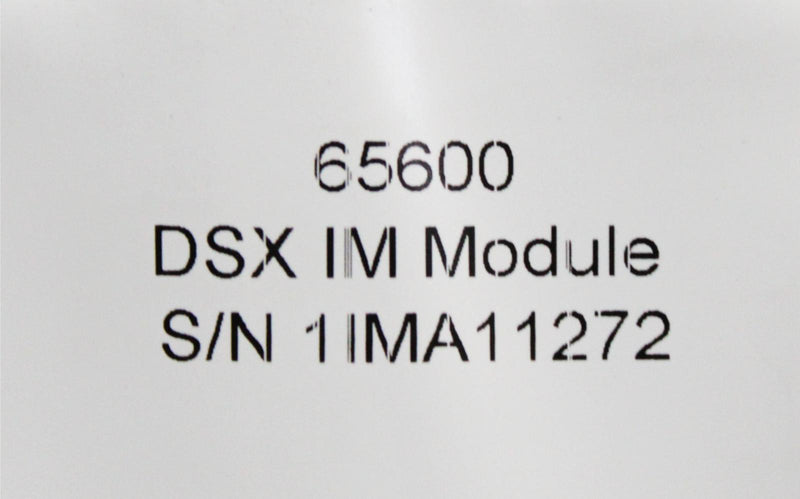 65600
DSX IM Module
S/N 1IMA11272